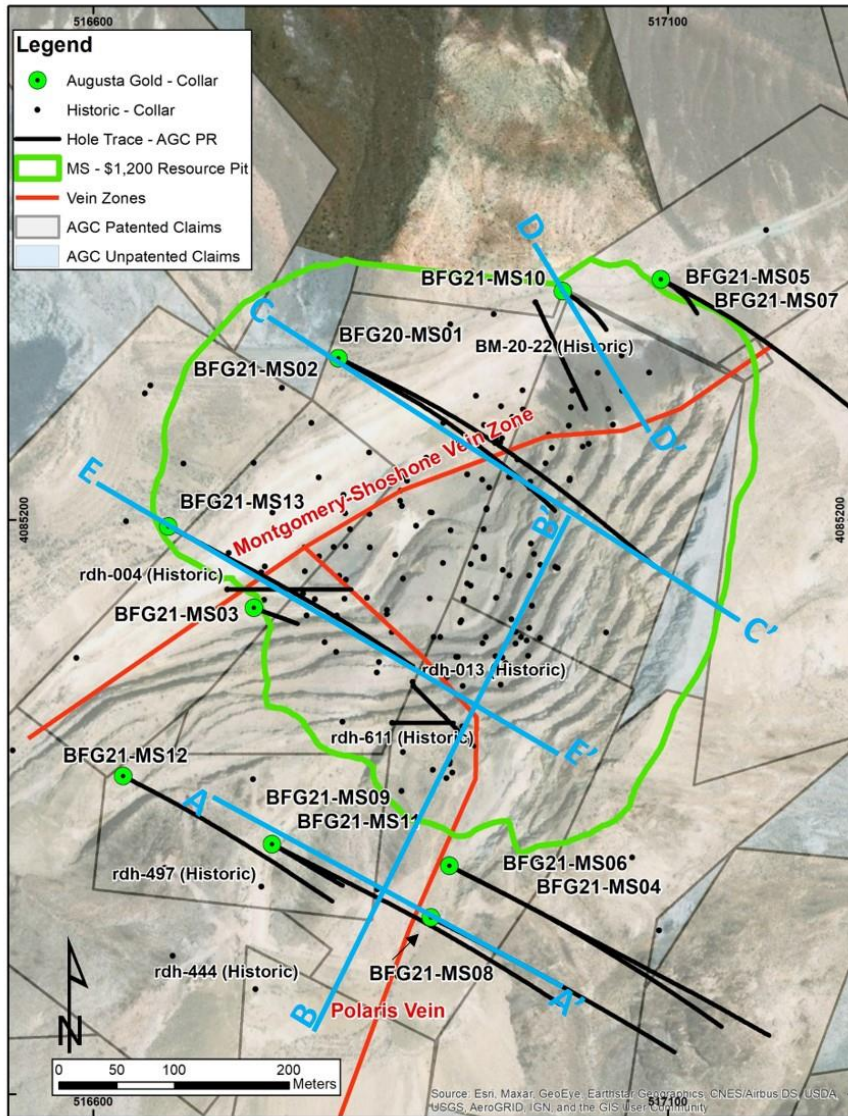 516600
517100
Legend
Augusta Gold - Collar
Historic - Collar
Hole Trace - AGC PR
MS - $1,200 Resource Pit
Vein Zones
AGC Patented Claims
AGC Unpatented Claims
D
BFG21-MS10
BFG21-MS05
BFG21-MS07
C
BFG20-MS01
BM-20-22 (Historic)
BFG21-MS02
D'
Montgomery-Shoshone Vein Zone
E
BFG21-MS13
B'
4085200
4085200
rdh-004 (Historic)
BFG21-MS03
C'
rdh-013 (Historic)
rdh-611 (Historic)
E'
BFG21-MS12
A
BFG21-MS09
BFG21-MS11
BFG21-MS06
BFG21-MS04
rdh-497 (Historic)
rdh-444 (Historic)
BFG21-MS08
A'
B
Polaris Vein
N
0 50 100 200
Meters
Source: Esri, Maxar, GeoEye, Earthstar Geographics, CNES/Airbus DS, USDA,
USGS, AeroGRID, IGN, and the GIS User Community
516600
517100